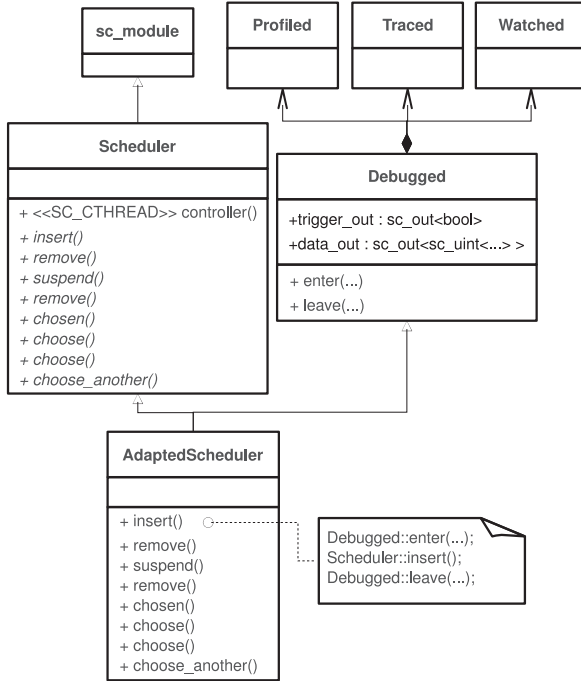 sc_module
Profiled
Traced
Watched
Scheduler
+ <<SC_CTHREAD>> controller()
+ insert()
+ remove()
+ suspend()
+ remove()
+ chosen()
+ choose()
+ choose()
+ choose_another()
Debugged
+trigger_out : sc_out<bool>
+data_out : sc_out<sc_uint<...> >
+ enter(...)
+ leave(...)
AdaptedScheduler
+ insert()
+ remove()
+ suspend()
+ remove()
+ chosen()
+ choose()
+ choose()
+ choose_another()
Debugged::enter(...);
Scheduler::insert();
Debugged::leave(...);